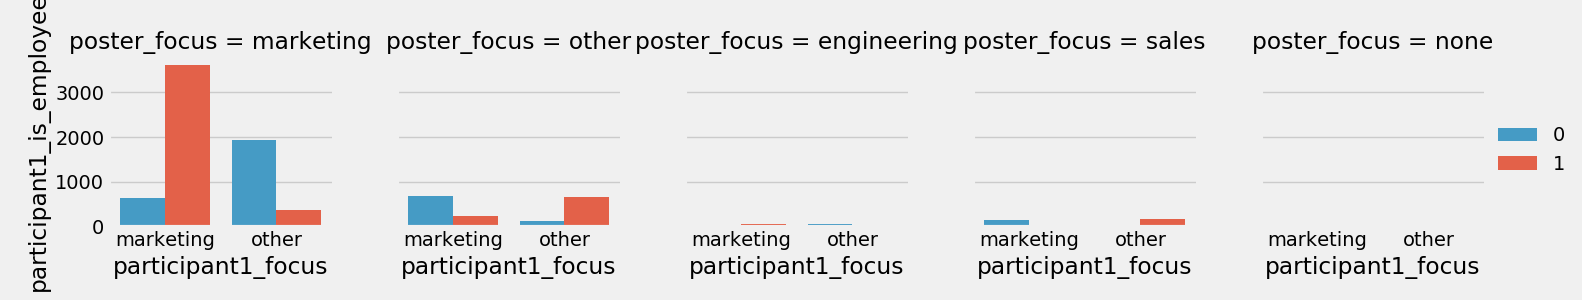 poster_focus = marketing
poster_focus = other
poster_focus = engineering
poster_focus = sales
poster_focus = none
participant1_is_employee
3000
2000
1000
0
marketing other
marketing other
marketing other
marketing other
marketing other
participant1_focus
participant1_focus
participant1_focus
participant1_focus
participant1_focus
0
1